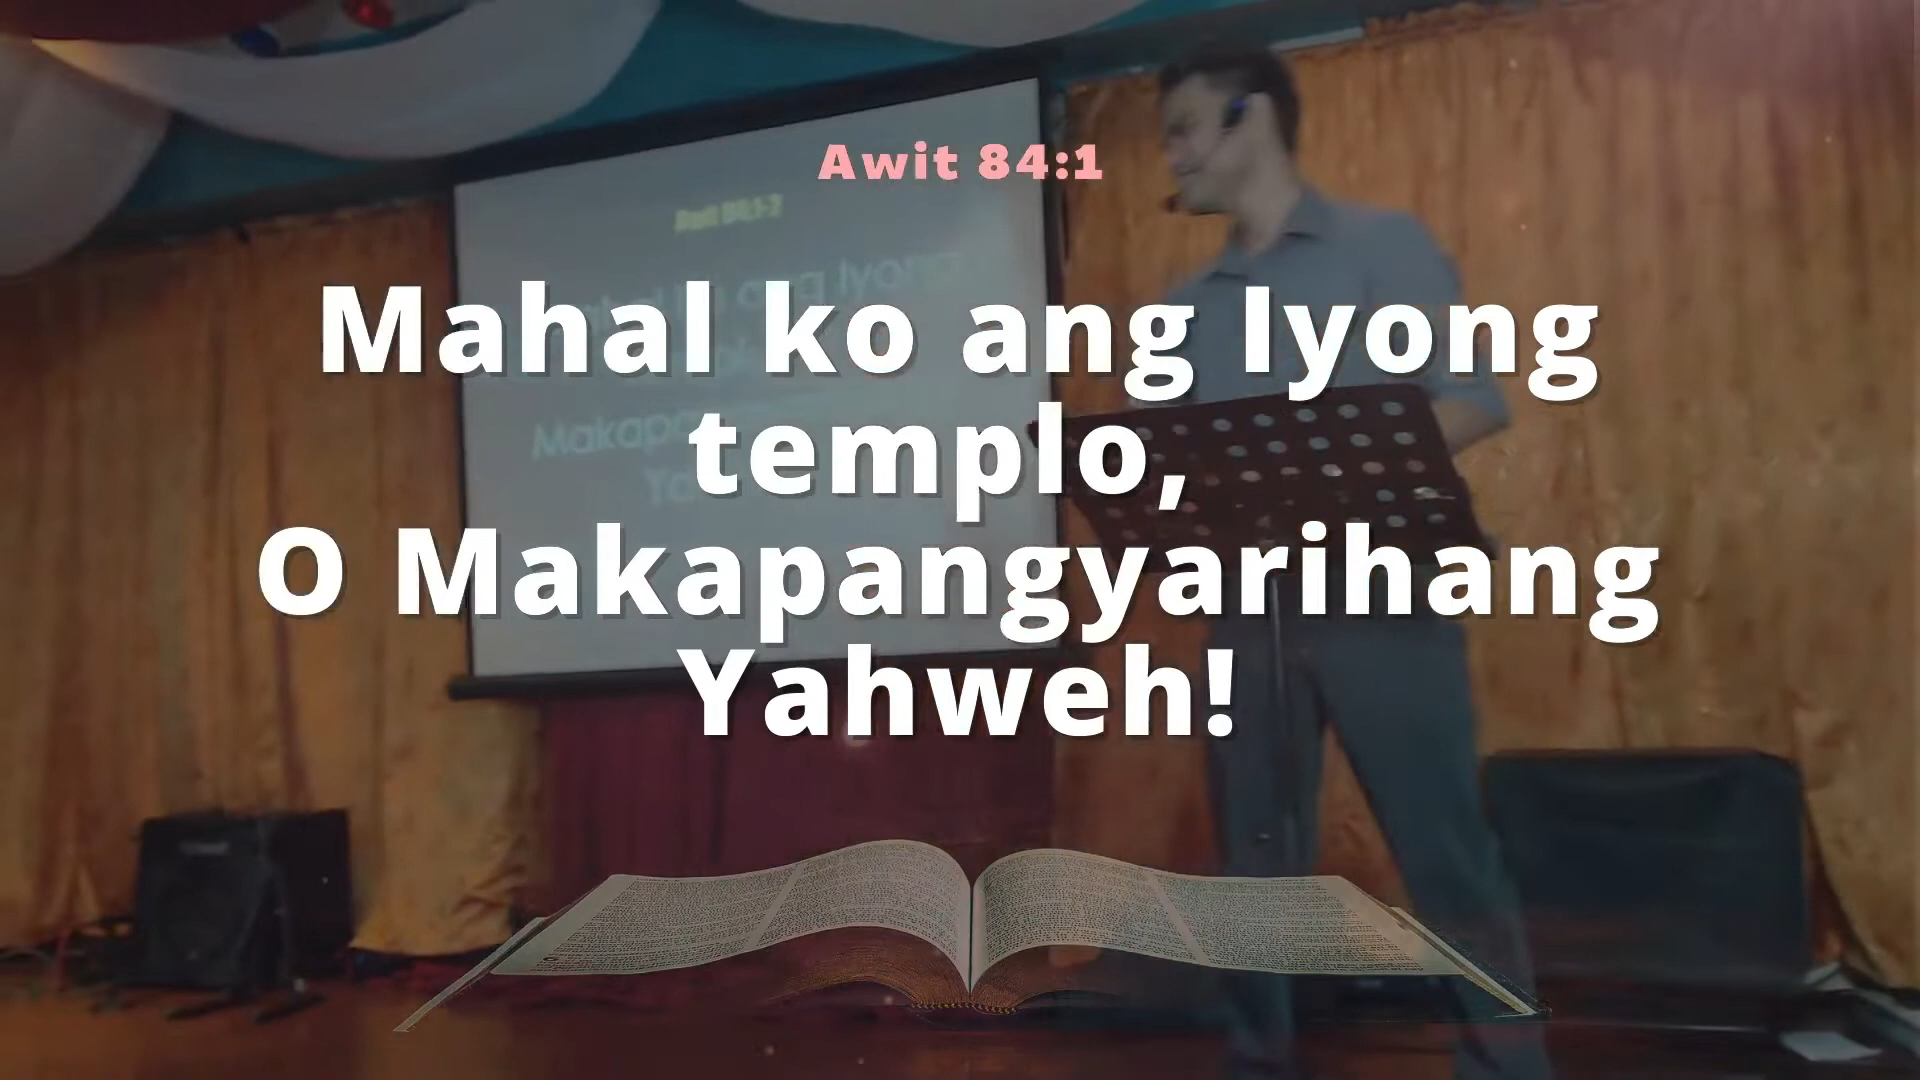 Awit 84:1
Mahal ko ang Iyong
templo,
O Makapangyarihang
Yahweh!